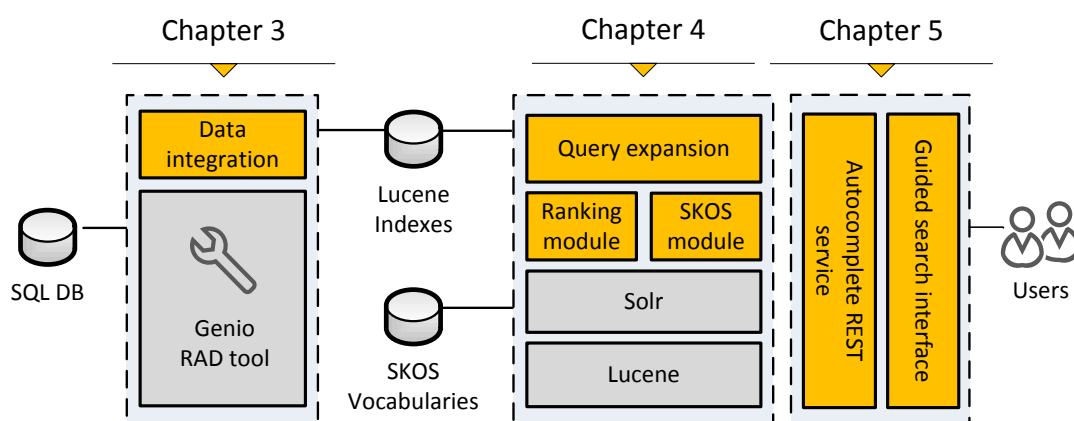 Chapter 3
Chapter 4
Chapter 5
SQL DB
Data
integration
Genio
RAD tool
Lucene
Indexes
SKOS
Vocabularies
Query expansion
Ranking
module
SKOS
module
Solr
Lucene
Autocomplete REST
service
Guided search interface
Users